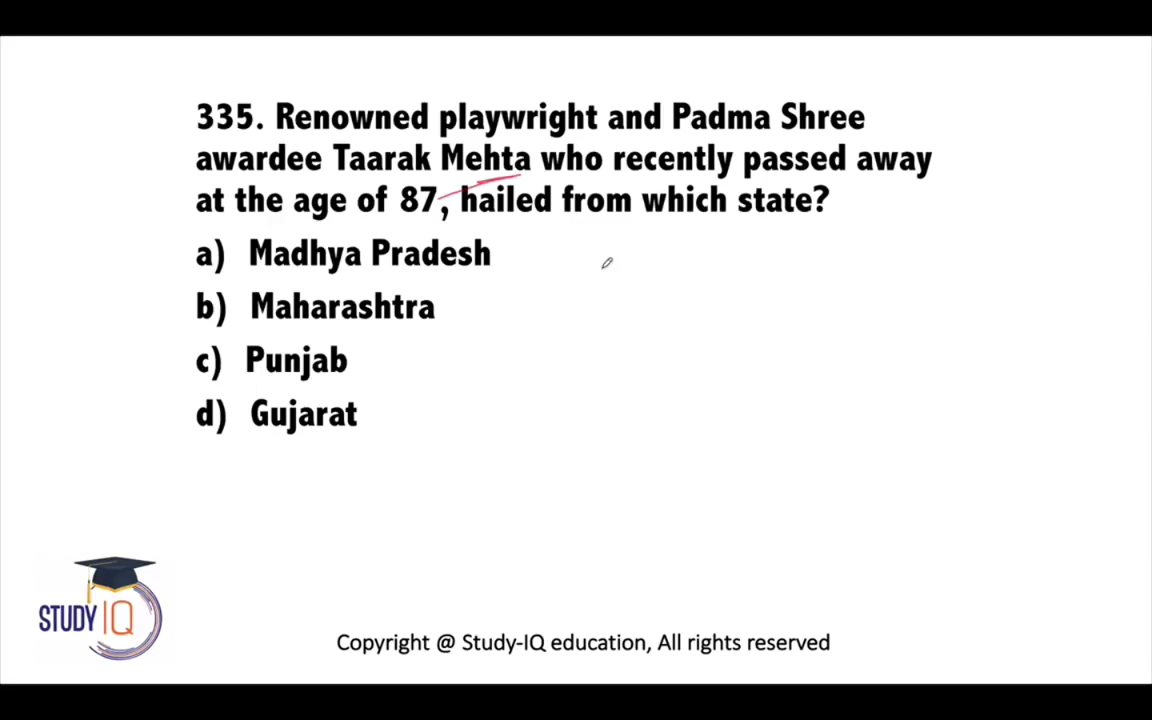 335. Renowned playwright and Padma Shree
awardee Taarak Mehta who recently passed away
at the age of 87, hailed from which state?
a) Madhya Pradesh
b) Maharashtra
c) Punjab
d) Gujarat
STUDY IQ
Copyright @ Study-IQ education, All rights reserved